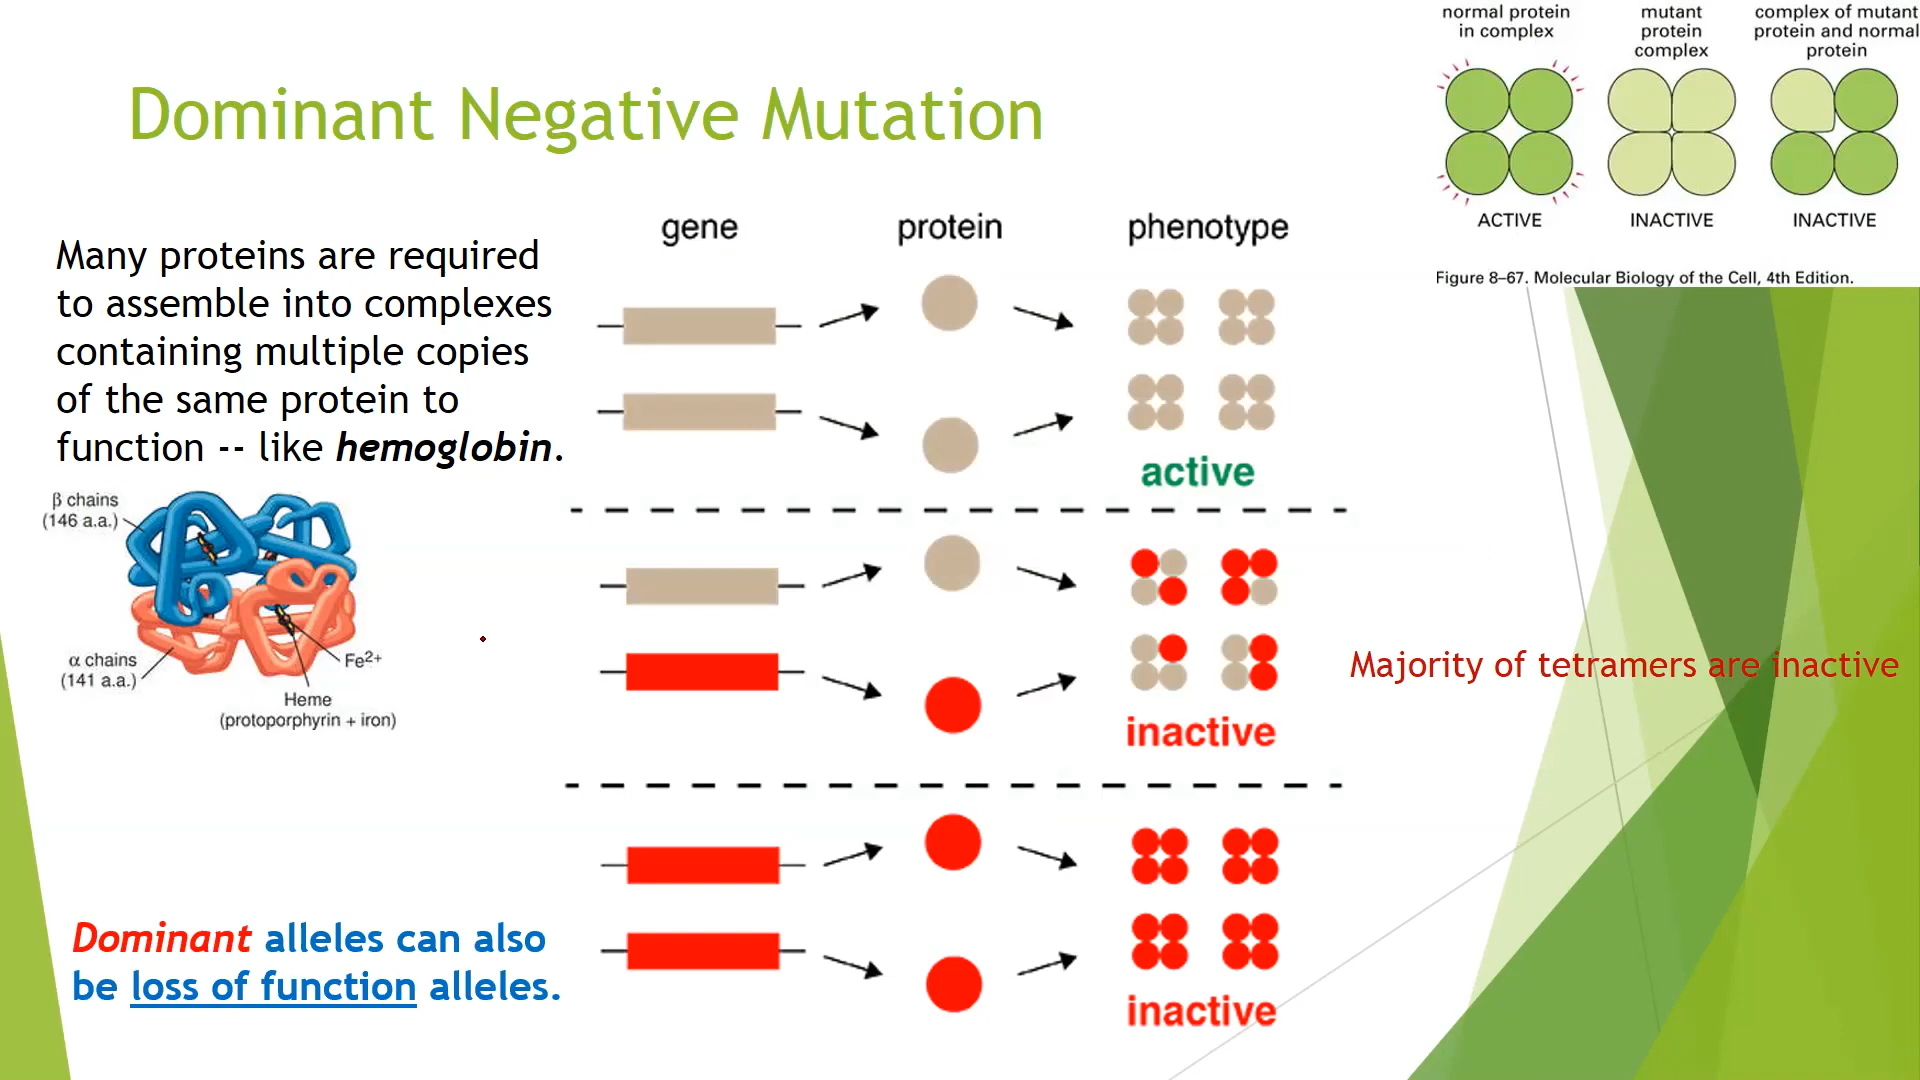 Dominant Negative Mutation
normal protein
in complex
mutant
protein
complex
complex of mutant
protein and normal
protein
ACTIVE
INACTIVE
INACTIVE
Figure 8–67. Molecular Biology of the Cell, 4th Edition.
Many proteins are required
to assemble into complexes
containing multiple copies
of the same protein to
function -- like hemoglobin.
β chains
(146 a.a.)
α chains
(141 a.a.)
Fe2+
Heme
(protoporphyrin + iron)
Dominant alleles can also
be loss of function alleles.
gene
protein
phenotype
active
inactive
inactive
Majority of tetramers are inactive